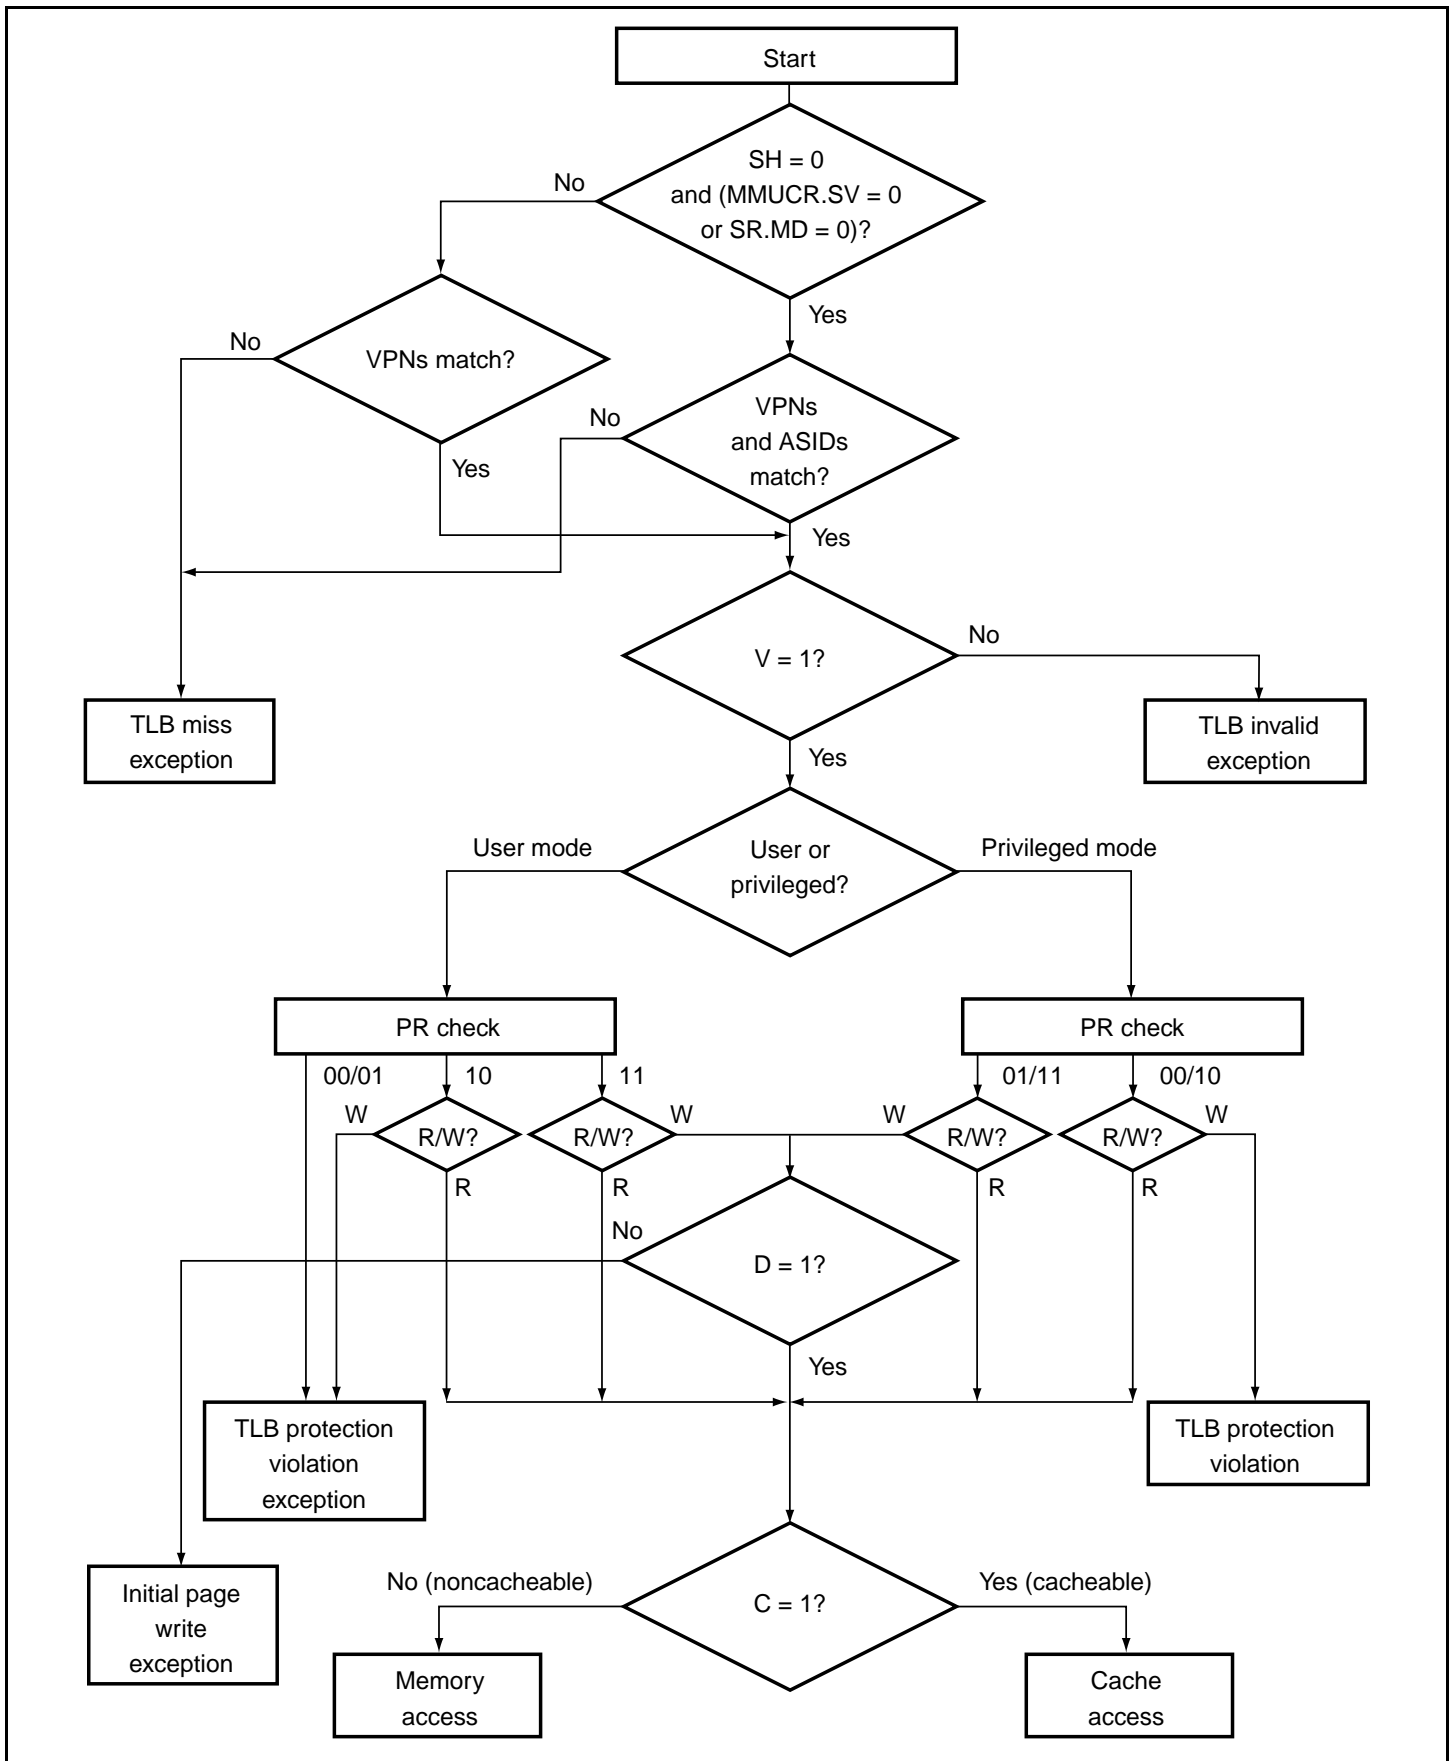 Start
SH = 0
and (MMUCR.SV = 0
or SR.MD = 0)?
No
Yes
No
VPNs match?
Yes
No
VPNs
and ASIDs
match?
Yes
V = 1?
No
Yes
TLB miss
exception
TLB invalid
exception
User mode
User or
privileged?
Privileged mode
PR check
PR check
00/01
10
11
01/11
00/10
W
R/W?
R/W?
W
W
R/W?
R/W?
W
R
R
R
R
No
D = 1?
Yes
TLB protection
violation
exception
TLB protection
violation
Initial page
write
exception
No (noncacheable)
C = 1?
Yes (cacheable)
Memory
access
Cache
access